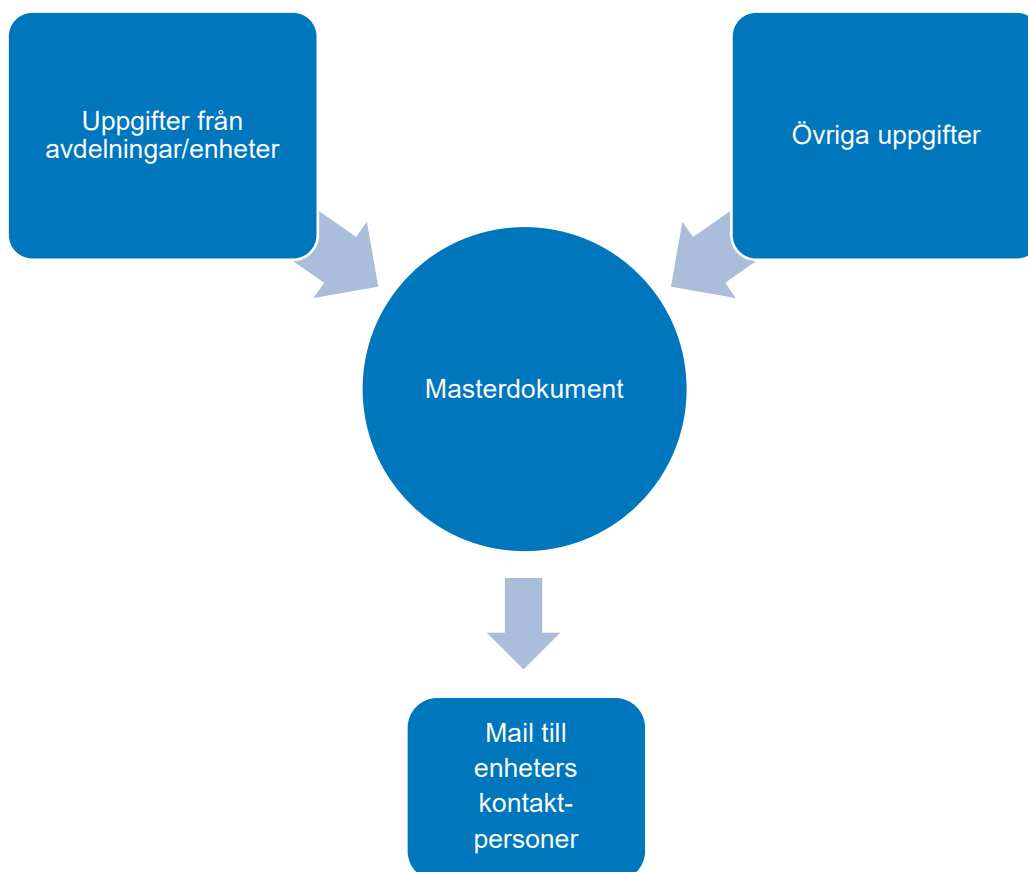 Uppgifter från
avdelningar/enheter
Övriga uppgifter
Masterdokument
Mail till
enheters
kontakt-
personer